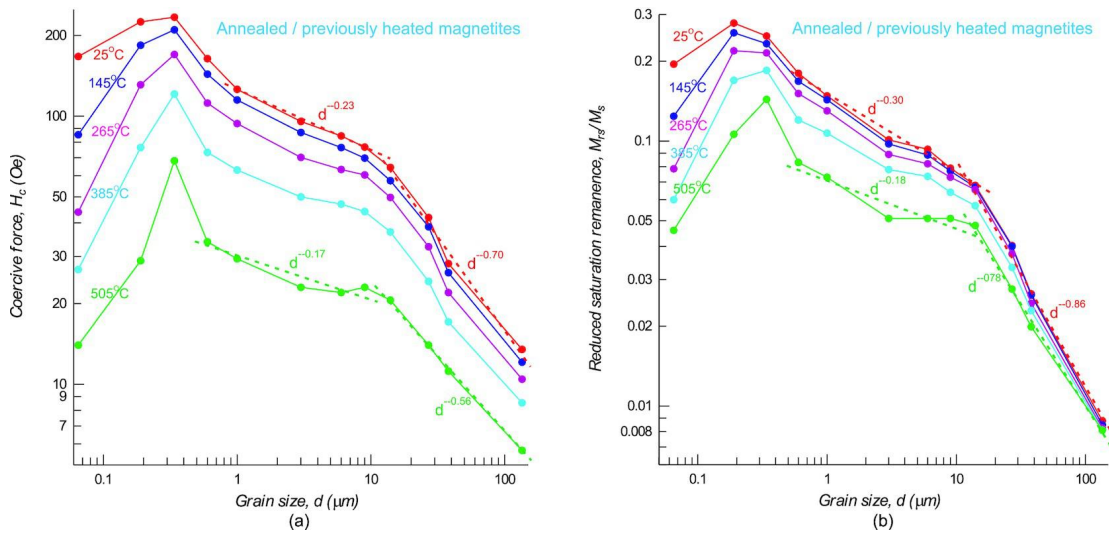 Annealed / previously heated magnetites
200
100
50
40
30
20
10
9
8
7
Coercive force, Hc (Oe)
25°C
145°C
265°C
385°C
505°C
d--0.23
d--0.17
d--0.70
d--0.56
0.1
1
10
100
Grain size, d (μm)
(a)
Annealed / previously heated magnetites
0.3
0.2
0.1
0.05
0.04
0.03
0.02
0.01
0.008
Reduced saturation remanence, Mrs/Ms
25°C
145°C
265°C
385°C
505°C
d--0.30
d--0.18
d--078
d--0.86
0.1
1
10
100
Grain size, d (μm)
(b)